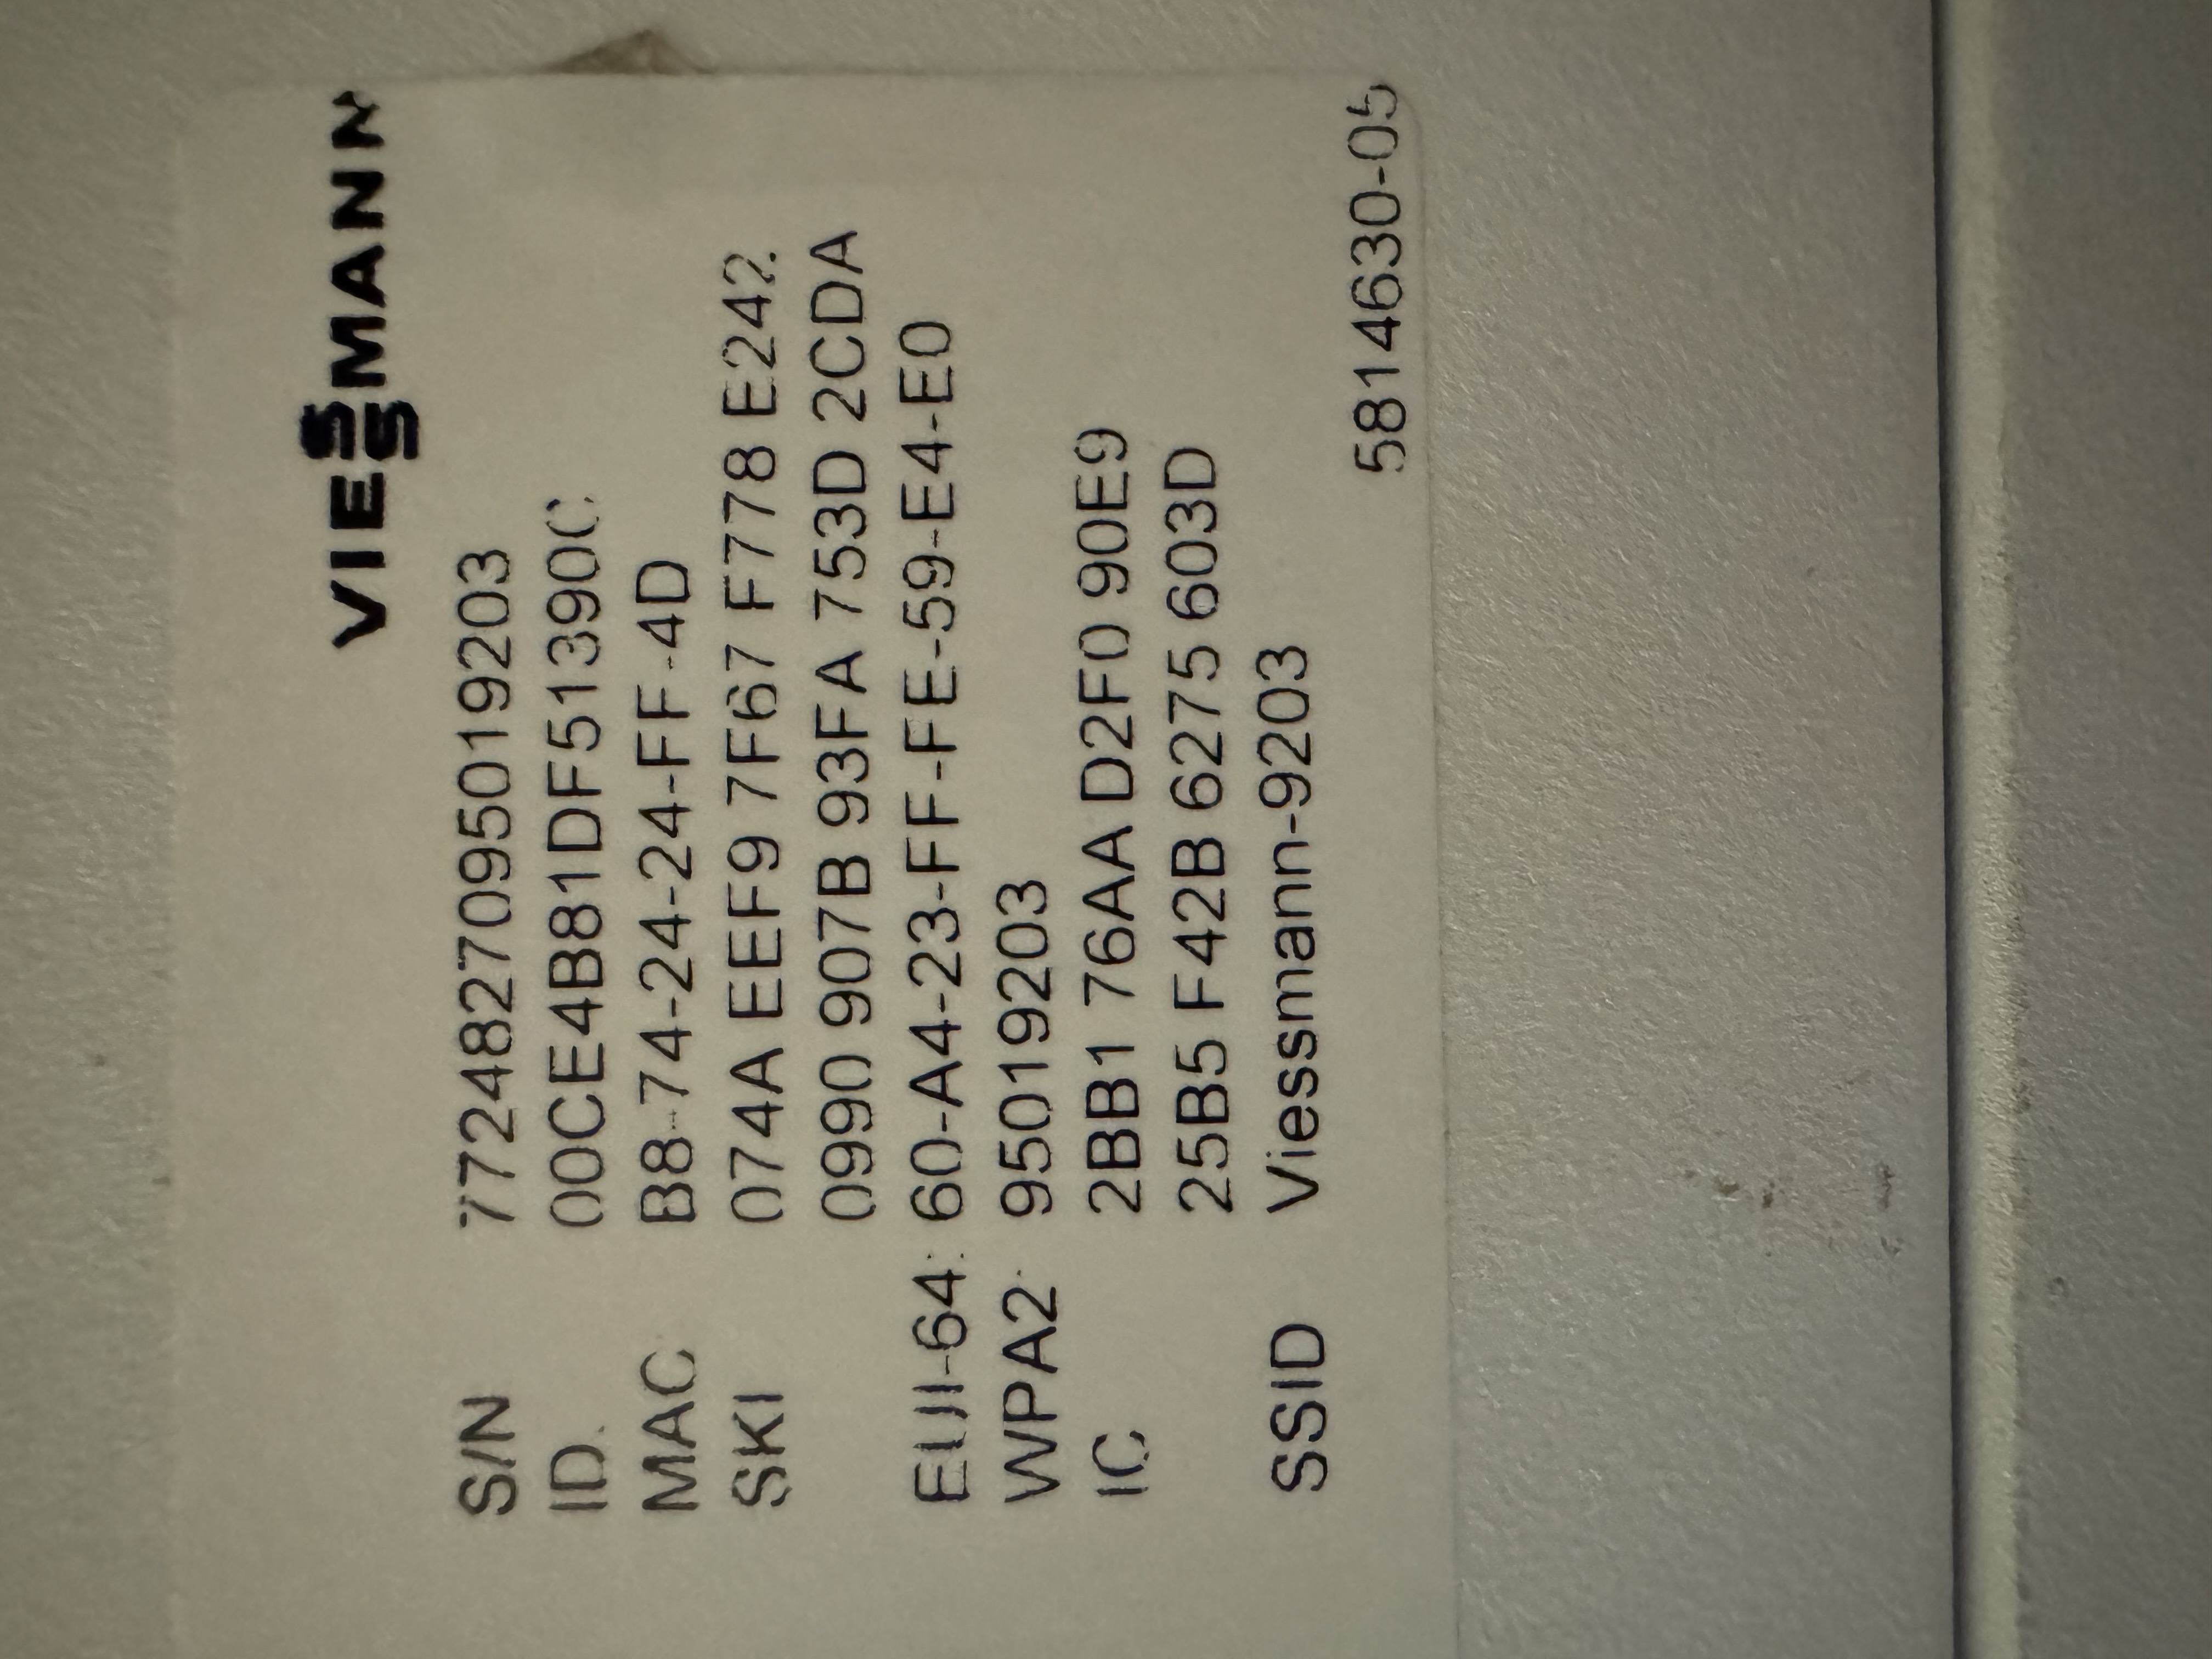 VIESSMANN
S/N 7724827095019203
ID. 00CE4B81DF51390C
MAC B8-74-24-24-FF-4D
SKI 074A EEF9 7F67 F778 E242
0990 907B 93FA 753D 2CDA
EUI-64: 60-A4-23-FF-FE-59-E4-E0
WPA2: 95019203
IC 2BB1 76AA D2F0 90E9
25B5 F42B 6275 603D
SSID Viessmann-9203
5814630-05